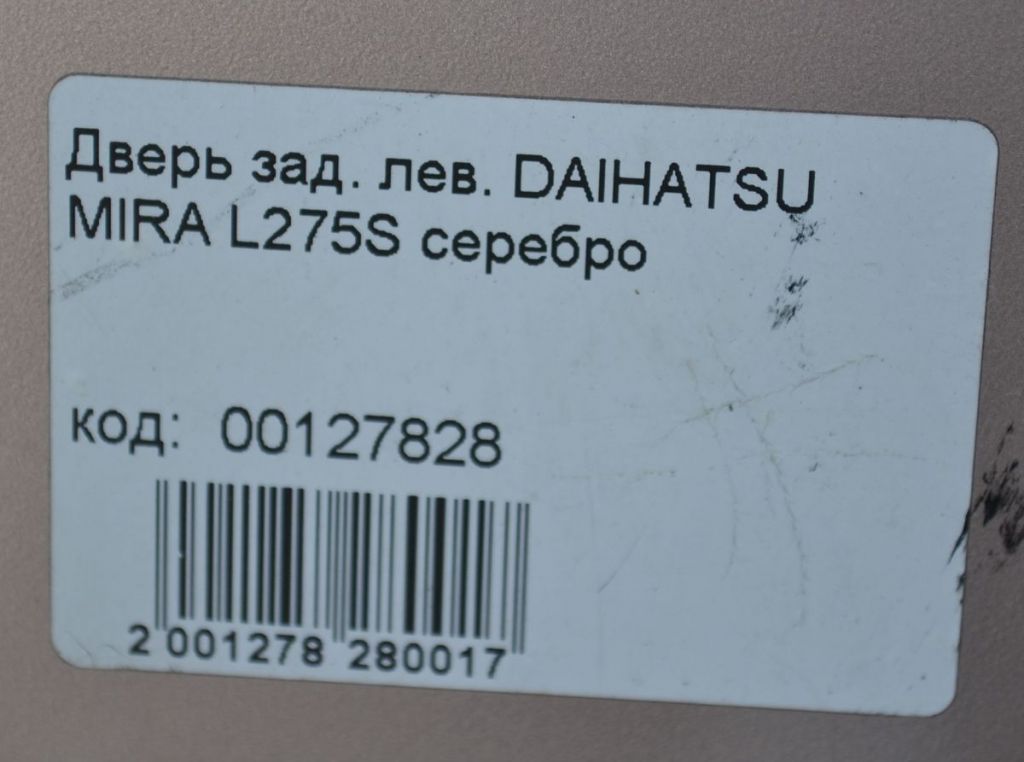 Дверь зад. лев. DAIHATSU
MIRA L275S серебро
код: 00127828
2 001278 280017